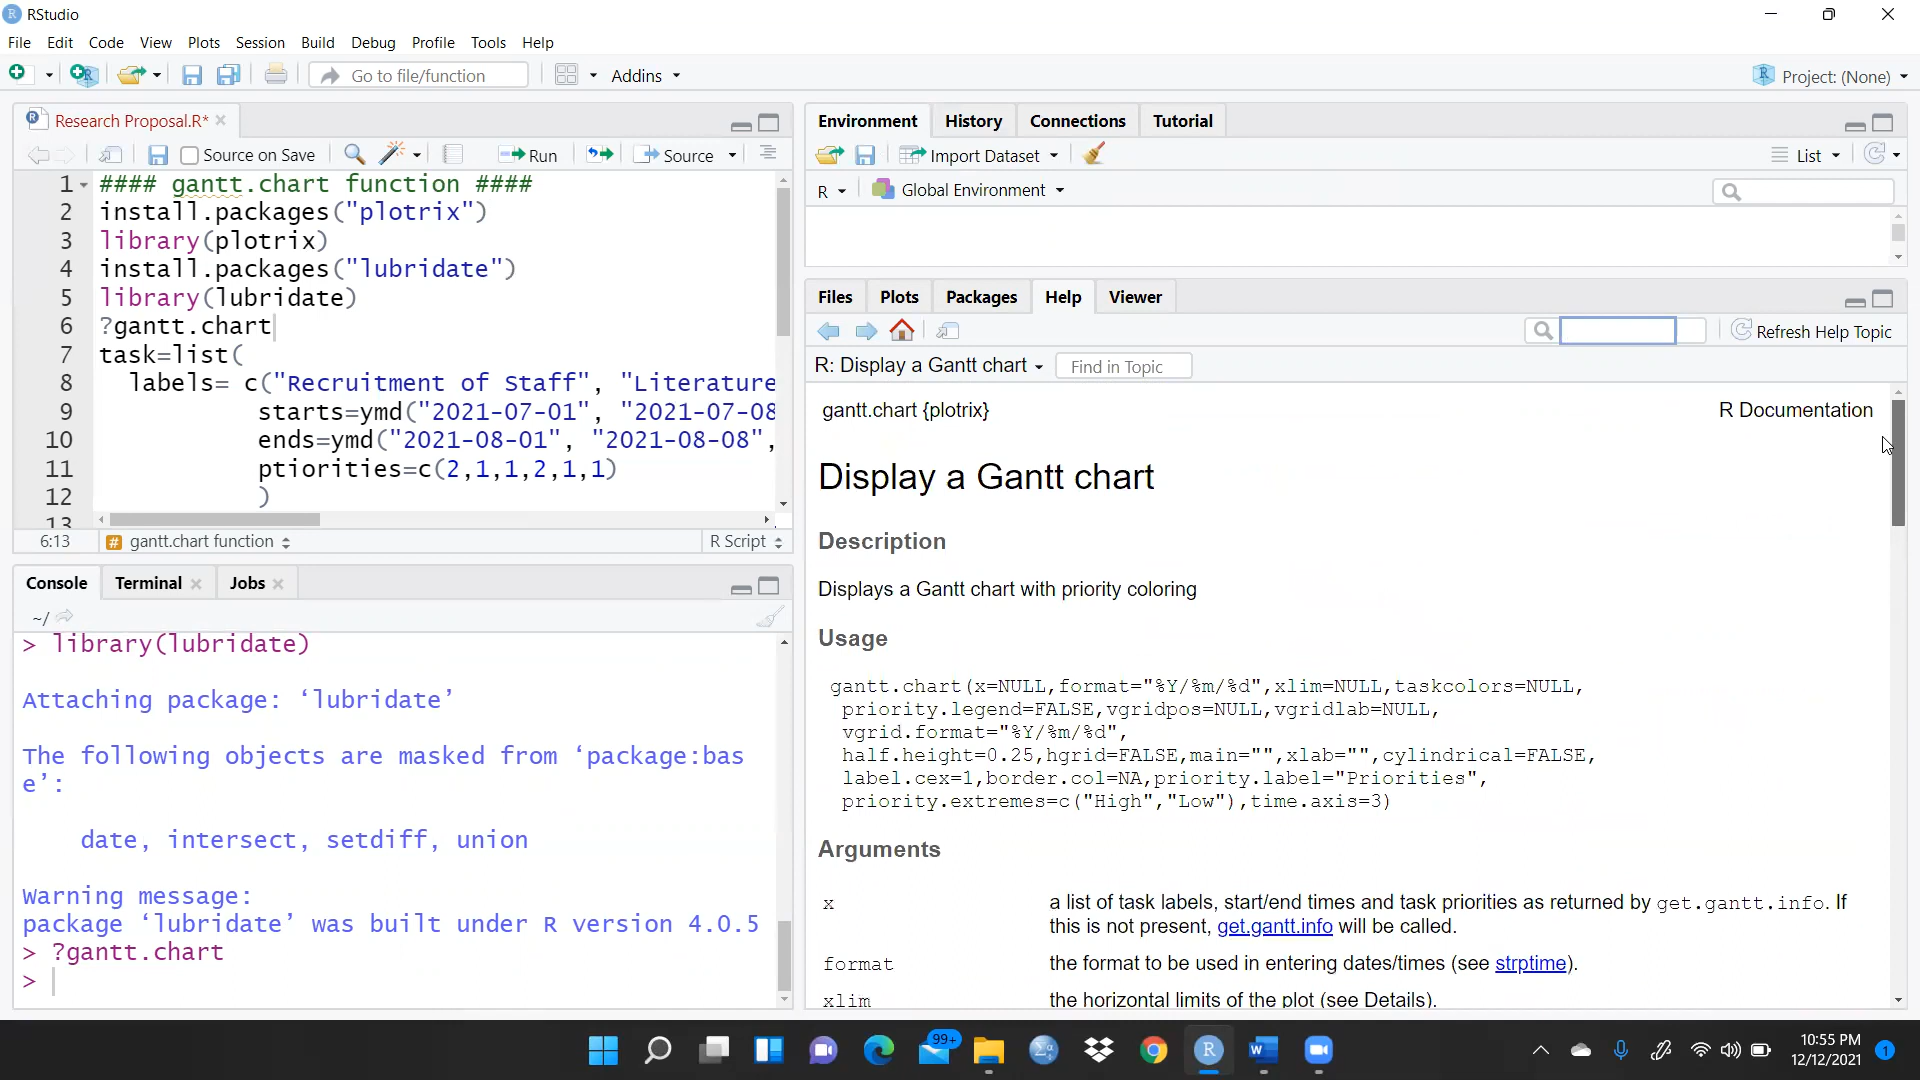 RStudio
File Edit Code View Plots Session Build Debug Profile Tools Help
Go to file/function Addins Project: (None)
Research Proposal.R*
Source on Save Run Source
1 #### gantt.chart function ####
2 install.packages("plotrix")
3 library(plotrix)
4 install.packages("lubridate")
5 library(lubridate)
6 ?gantt.chart
7 task=list(
8 labels= c("Recruitment of Staff", "Literature
9 starts=ymd("2021-07-01", "2021-07-08
10 ends=ymd("2021-08-01", "2021-08-08",
11 ptiorities=c(2,1,1,2,1,1)
12 )
13
6:13 gantt.chart function R Script
Console Terminal Jobs
~/
> library(lubridate)
Attaching package: ‘lubridate’
The following objects are masked from ‘package:bas
e’:
date, intersect, setdiff, union
Warning message:
package ‘lubridate’ was built under R version 4.0.5
> ?gantt.chart
>
Environment History Connections Tutorial
Import Dataset List
R Global Environment
Files Plots Packages Help Viewer
Refresh Help Topic
R: Display a Gantt chart Find in Topic
gantt.chart {plotrix} R Documentation
Display a Gantt chart
Description
Displays a Gantt chart with priority coloring
Usage
gantt.chart(x=NULL,format="%Y/%m/%d",xlim=NULL,taskcolors=NULL,
priority.legend=FALSE,vgridpos=NULL,vgridlab=NULL,
vgrid.format="%Y/%m/%d",
half.height=0.25,hgrid=FALSE,main="",xlab="",cylindrical=FALSE,
label.cex=1,border.col=NA,priority.label="Priorities",
priority.extremes=c("High","Low"),time.axis=3)
Arguments
x a list of task labels, start/end times and task priorities as returned by get.gantt.info. If
this is not present, get.gantt.info will be called.
format the format to be used in entering dates/times (see strptime).
xlim the horizontal limits of the plot (see Details).
99+
10:55 PM
12/12/2021
1